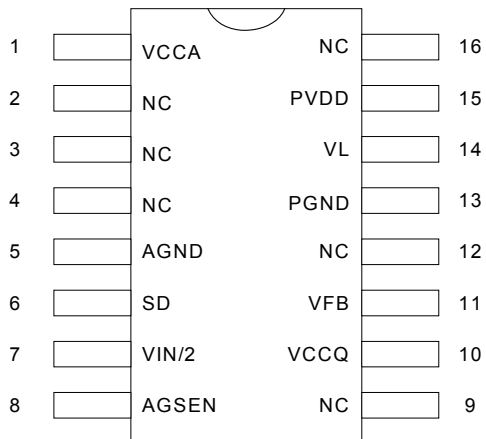 1 VCCA NC 16
2 NC PVDD 15
3 NC VL 14
4 NC PGND 13
5 AGND NC 12
6 SD VFB 11
7 VIN/2 VCCQ 10
8 AGSEN NC 9